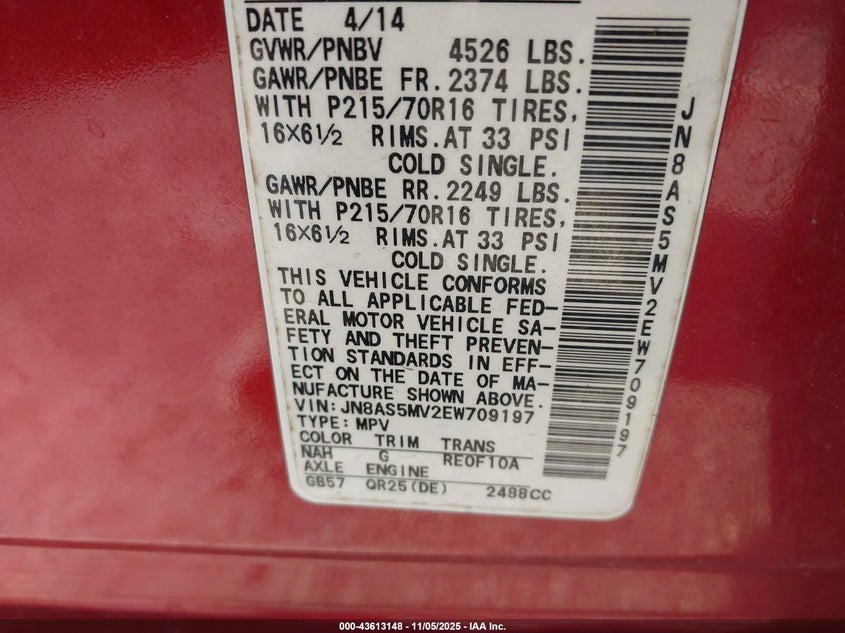 DATE 4/14
GVWR/PNBV 4526 LBS.
GAWR/PNBE FR. 2374 LBS.
WITH P215/70R16 TIRES,
16X6½ RIMS. AT 33 PSI
COLD SINGLE.
GAWR/PNBE RR. 2249 LBS.
WITH P215/70R16 TIRES,
16X6½ RIMS. AT 33 PSI
COLD SINGLE.
THIS VEHICLE CONFORMS
TO ALL APPLICABLE FED-
ERAL MOTOR VEHICLE SA-
FETY AND THEFT PREVEN-
TION STANDARDS IN EFF-
ECT ON THE DATE OF MA-
NUFACTURE SHOWN ABOVE.
VIN: JN8AS5MV2EW709197
TYPE: MPV
COLOR TRIM TRANS
NAH G RE0F10A
AXLE ENGINE
GB57 QR25(DE) 2488CC
JN8AS5MV2EW709197
000-43613148 - 11/05/2025 - IAA Inc.